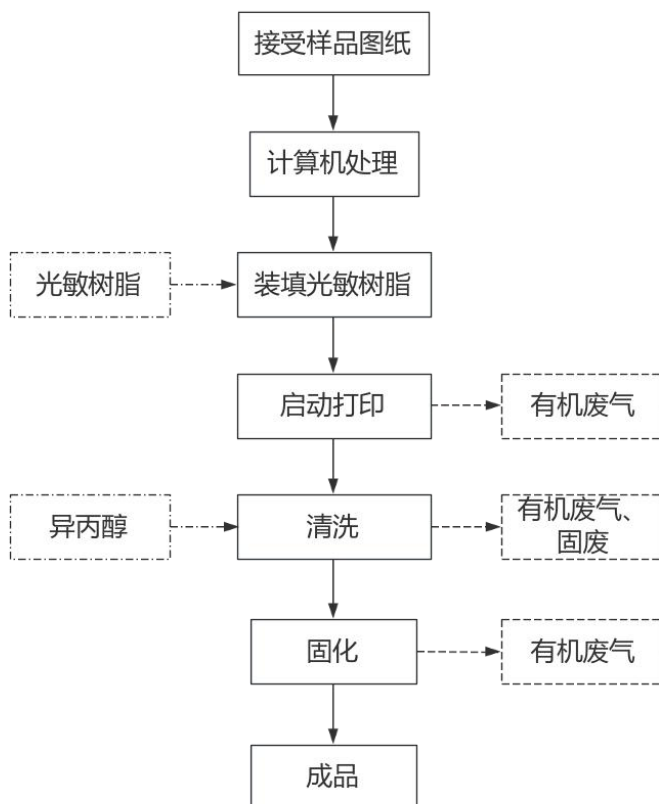 接受样品图纸
计算机处理
光敏树脂
装填光敏树脂
启动打印
有机废气
异丙醇
清洗
有机废气、
固废
固化
有机废气
成品